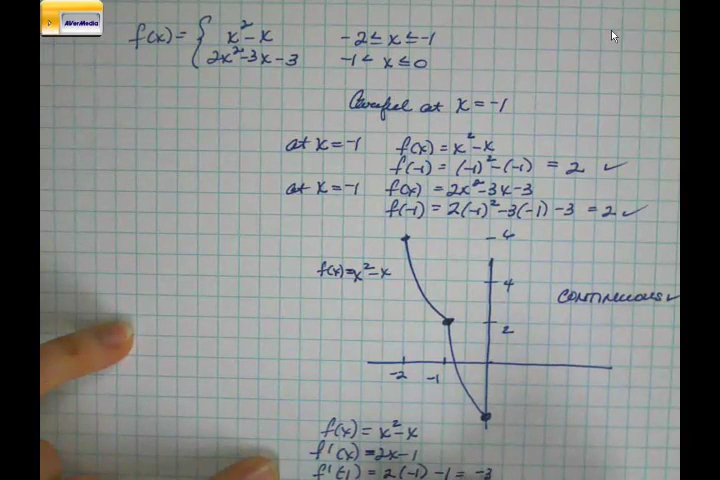 AVerMedia
f(x) = { x² - x    -2 ≤ x ≤ -1
2x² - 3x - 3    -1 < x ≤ 0
Careful at x = -1
at x = -1    f(x) = x² - x
f(-1) = (-1)² - (-1) = 2 ✓
at x = -1    f(x) = 2x² - 3x - 3
f(-1) = 2(-1)² - 3(-1) - 3 = 2 ✓
6
f(x) = x² - x
4
continuous ✓
2
-2    -1
f(x) = x² - x
f'(x) = 2x - 1
f'(-1) = 2(-1) - 1 = -3